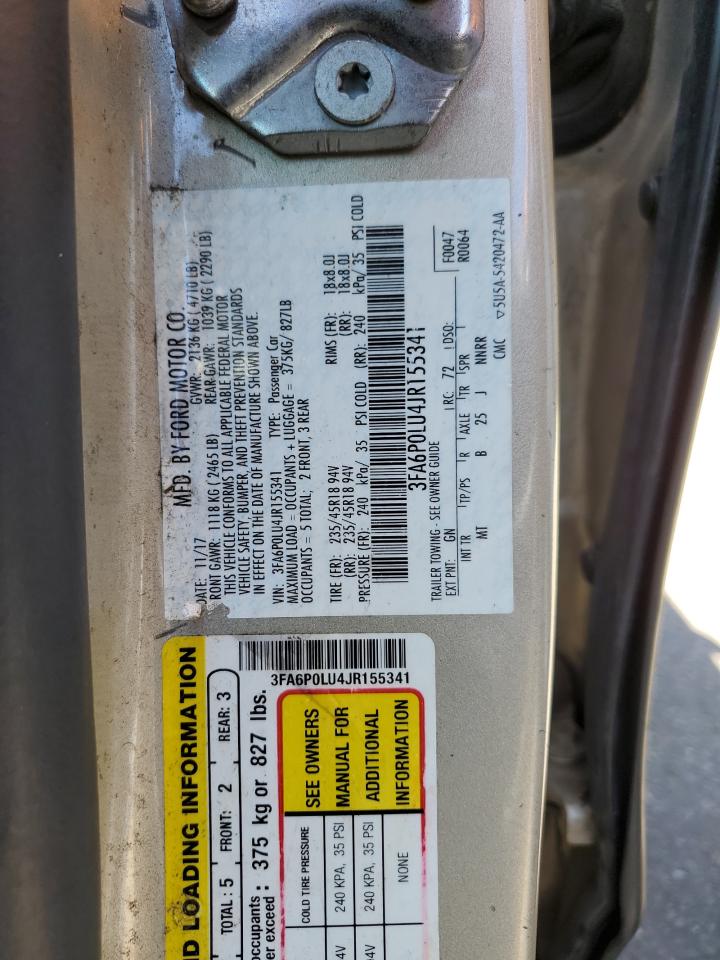 MFD. BY FORD MOTOR CO.
DATE: 11/17 GVWR: 2136 KG ( 4710 LB)
FRONT GAWR: 1118 KG ( 2465 LB) REAR GAWR: 1039 KG ( 2290 LB)
THIS VEHICLE CONFORMS TO ALL APPLICABLE FEDERAL MOTOR
VEHICLE SAFETY, BUMPER, AND THEFT PREVENTION STANDARDS
IN EFFECT ON THE DATE OF MANUFACTURE SHOWN ABOVE.
VIN: 3FA6P0LU4JR155341 TYPE: Passenger Car
MAXIMUM LOAD = OCCUPANTS + LUGGAGE = 375KG/ 827LB
OCCUPANTS = 5 TOTAL; 2 FRONT, 3 REAR
TIRE (FR): 235/45R18 94V RIMS (FR): 18x8.0J
(RR): 235/45R18 94V (RR): 18x8.0J
PRESSURE (FR): 240 kPa/ 35 PSI COLD (RR): 240 kPa/ 35 PSI COLD
3FA6P0LU4JR155341
TRAILER TOWING - SEE OWNER GUIDE
F0047
EXT PNT: GN RC: 72 DSO: R0064
INT TR TP/PS R AXLE TR SPR
MT B 25 J NNRR
CMC ▽5U5A-5420472-AA
LOADING INFORMATION
TOTAL : 5 FRONT: 2 REAR: 3
occupants
exceed : 375 kg or 827 lbs.
3FA6P0LU4JR155341
COLD TIRE PRESSURE
240 KPA, 35 PSI
240 KPA, 35 PSI
NONE
SEE OWNERS
MANUAL FOR
ADDITIONAL
INFORMATION